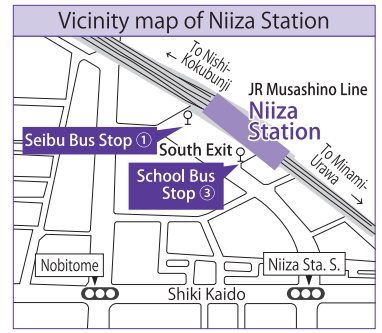 Vicinity map of Niiza Station
To Nishi-
Kokubunji
JR Musashino Line
Niiza
Station
Seibu Bus Stop ①
South Exit
School Bus
Stop ③
To Minami-
Urawa
Nobitome
Niiza Sta. S.
Shiki Kaido